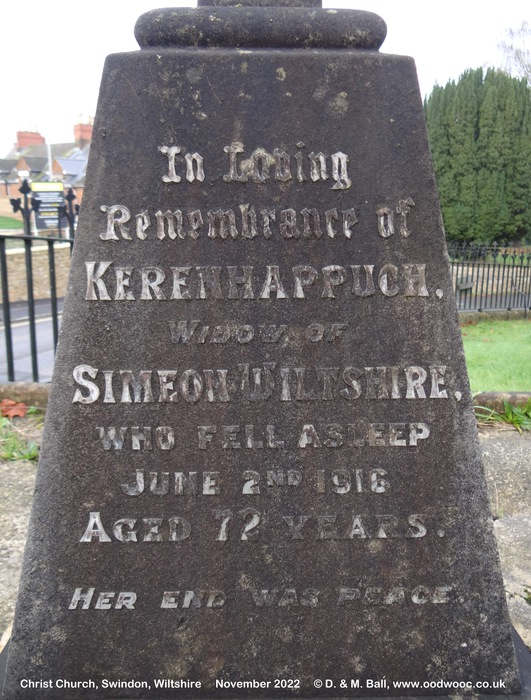 In Loving
Remembrance of
KERENHAPPUCH,
WIDOW OF
SIMEON WILTSHIRE,
WHO FELL ASLEEP
JUNE 2ND 1916
AGED 72 YEARS.
HER END WAS PEACE.
Christ Church, Swindon, Wiltshire November 2022 © D. & M. Ball, www.oodwooc.co.uk